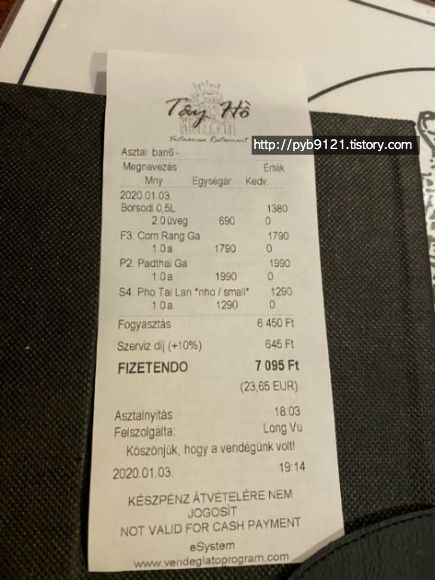 Tây Hồ
Vietnamese Restaurant
http://pyb9121.tistory.com
Asztal: ban6 -
Megnevezés Érték
Mny Egységár Kedv.
2020.01.03.
Borsodi 0,5L 1380
2.0 üveg 690 0
F3. Com Rang Ga 1790
1.0 a 1790 0
P2. Padthai Ga 1990
1.0 a 1990 0
S4. Pho Tai Lan *nho / small* 1290
1.0 a 1290 0
Fogyasztás 6 450 Ft
Szerviz díj (+10%) 645 Ft
FIZETENDO 7 095 Ft
(23,65 EUR)
Asztalnyitás 18:03
Felszolgálta: Long Vu
Köszönjük, hogy a vendégünk volt!
2020.01.03. 19:14
KÉSZPÉNZ ÁTVÉTELÉRE NEM
JOGOSÍT
NOT VALID FOR CASH PAYMENT
eSystem
www.vendeglatoprogram.com